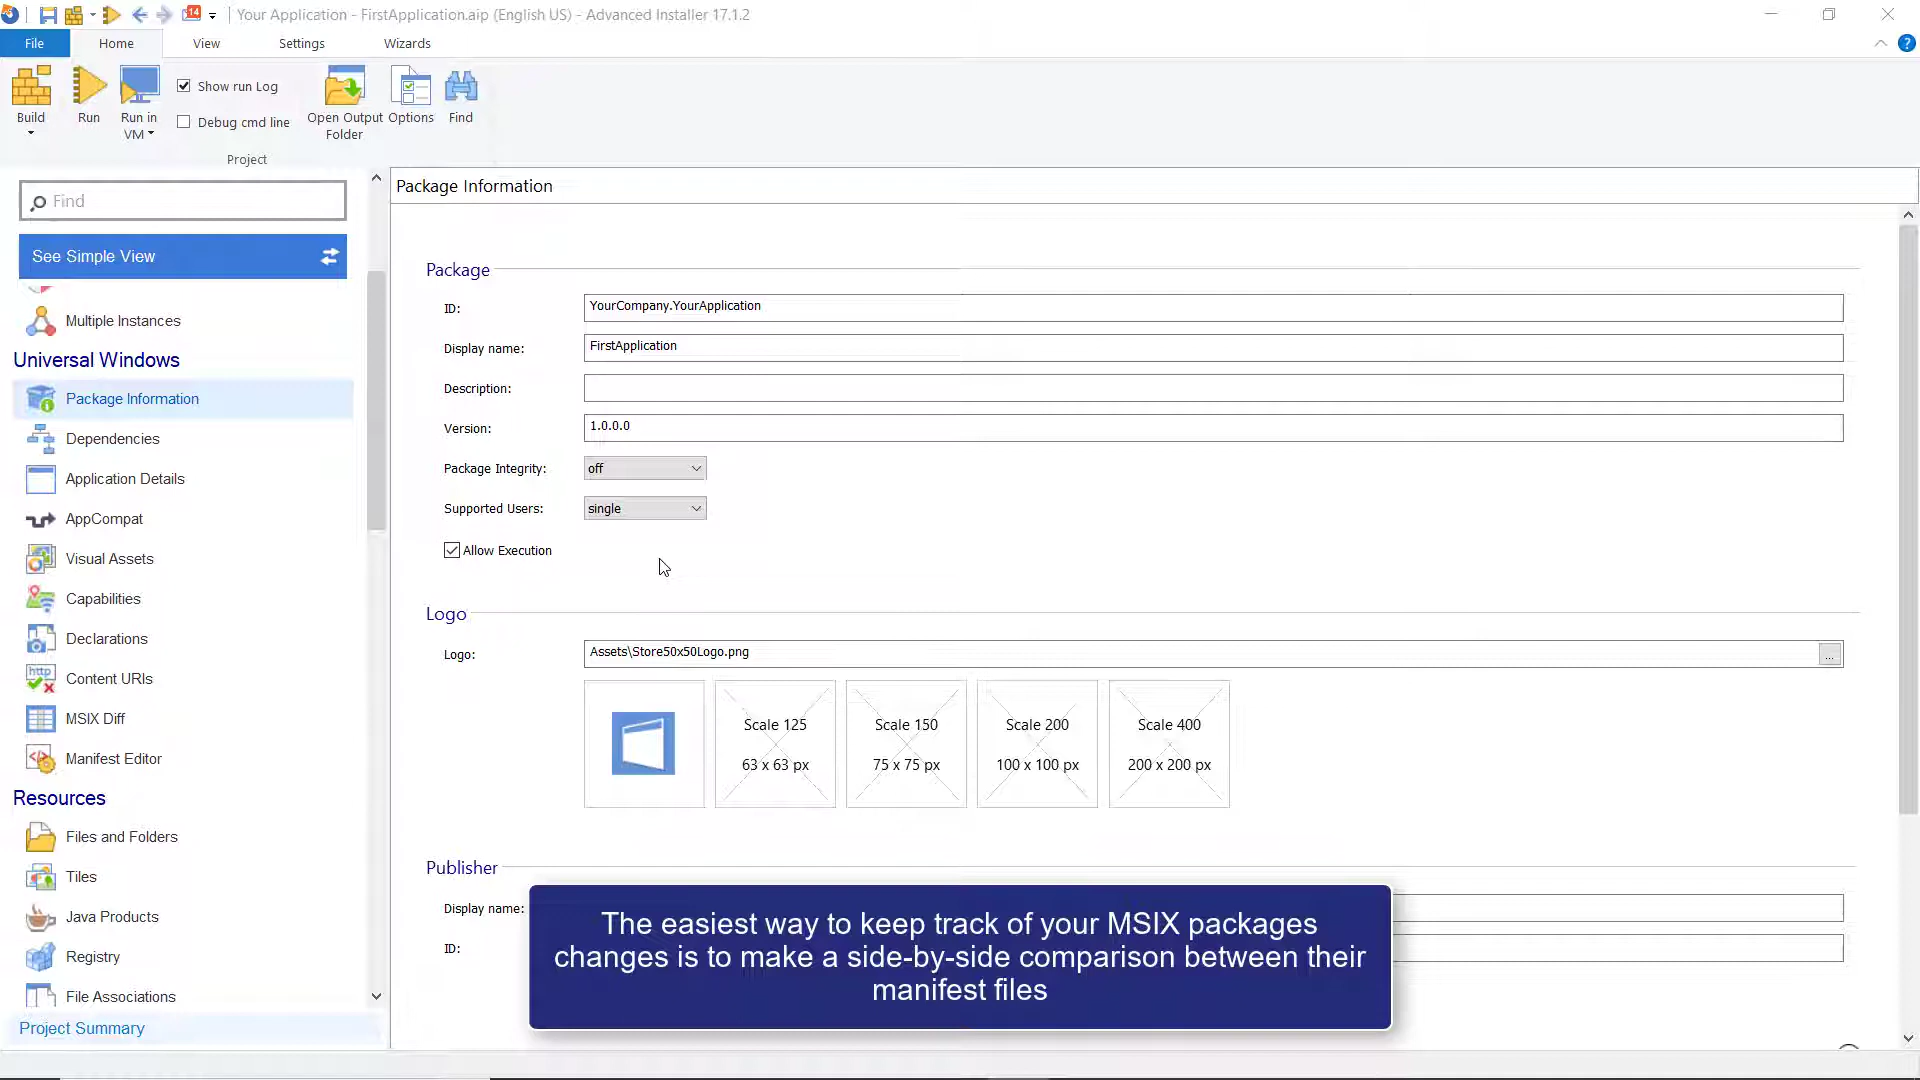 14
Your Application - FirstApplication.aip (English US) - Advanced Installer 17.1.2
File
Home
View
Settings
Wizards
?
Build
Run
Run in
VM
Show run Log
Debug cmd line
Open Output
Folder
Options
Find
Project
Find
See Simple View
Multiple Instances
Universal Windows
Package Information
Dependencies
Application Details
AppCompat
Visual Assets
Capabilities
Declarations
http
Content URIs
MSIX Diff
Manifest Editor
Resources
Files and Folders
Tiles
Java Products
Registry
File Associations
Project Summary
Package Information
Package
ID:
YourCompany.YourApplication
Display name:
FirstApplication
Description:
Version:
1.0.0.0
Package Integrity:
off
Supported Users:
single
Allow Execution
Logo
Logo:
Assets\Store50x50Logo.png
...
Scale 125
63 x 63 px
Scale 150
75 x 75 px
Scale 200
100 x 100 px
Scale 400
200 x 200 px
Publisher
Display name:
ID:
The easiest way to keep track of your MSIX packages
changes is to make a side-by-side comparison between their
manifest files